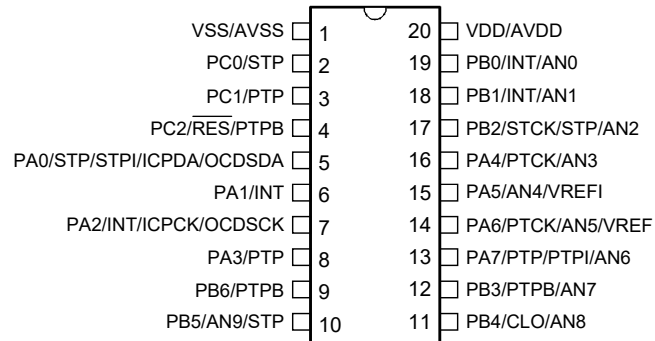 VSS/AVSS 1 20 VDD/AVDD
PC0/STP 2 19 PB0/INT/AN0
PC1/PTP 3 18 PB1/INT/AN1
PC2/RES/PTPB 4 17 PB2/STCK/STP/AN2
PA0/STP/STPI/ICPDA/OCDSDA 5 16 PA4/PTCK/AN3
PA1/INT 6 15 PA5/AN4/VREFI
PA2/INT/ICPCK/OCDSCK 7 14 PA6/PTCK/AN5/VREF
PA3/PTP 8 13 PA7/PTP/PTPI/AN6
PB6/PTPB 9 12 PB3/PTPB/AN7
PB5/AN9/STP 10 11 PB4/CLO/AN8